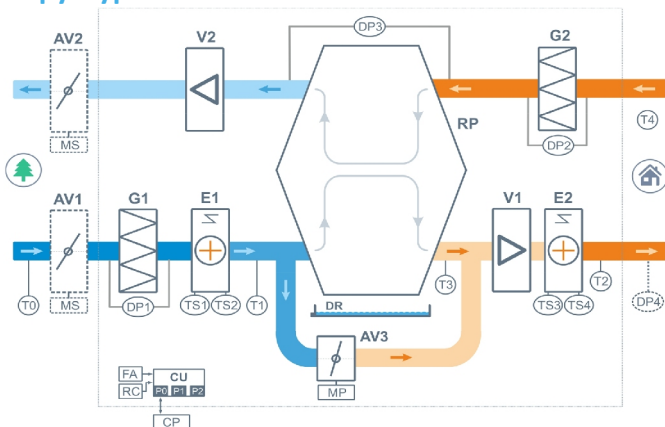 AV2
V2
DP3
G2
MS
RP
DP2
T4
AV1
G1
E1
V1
E2
T0
MS
DP1
TS1
TS2
T1
T3
TS3
TS4
T2
DP4
DR
AV3
MP
FA
RC
CU
P0 P1 P2
CP